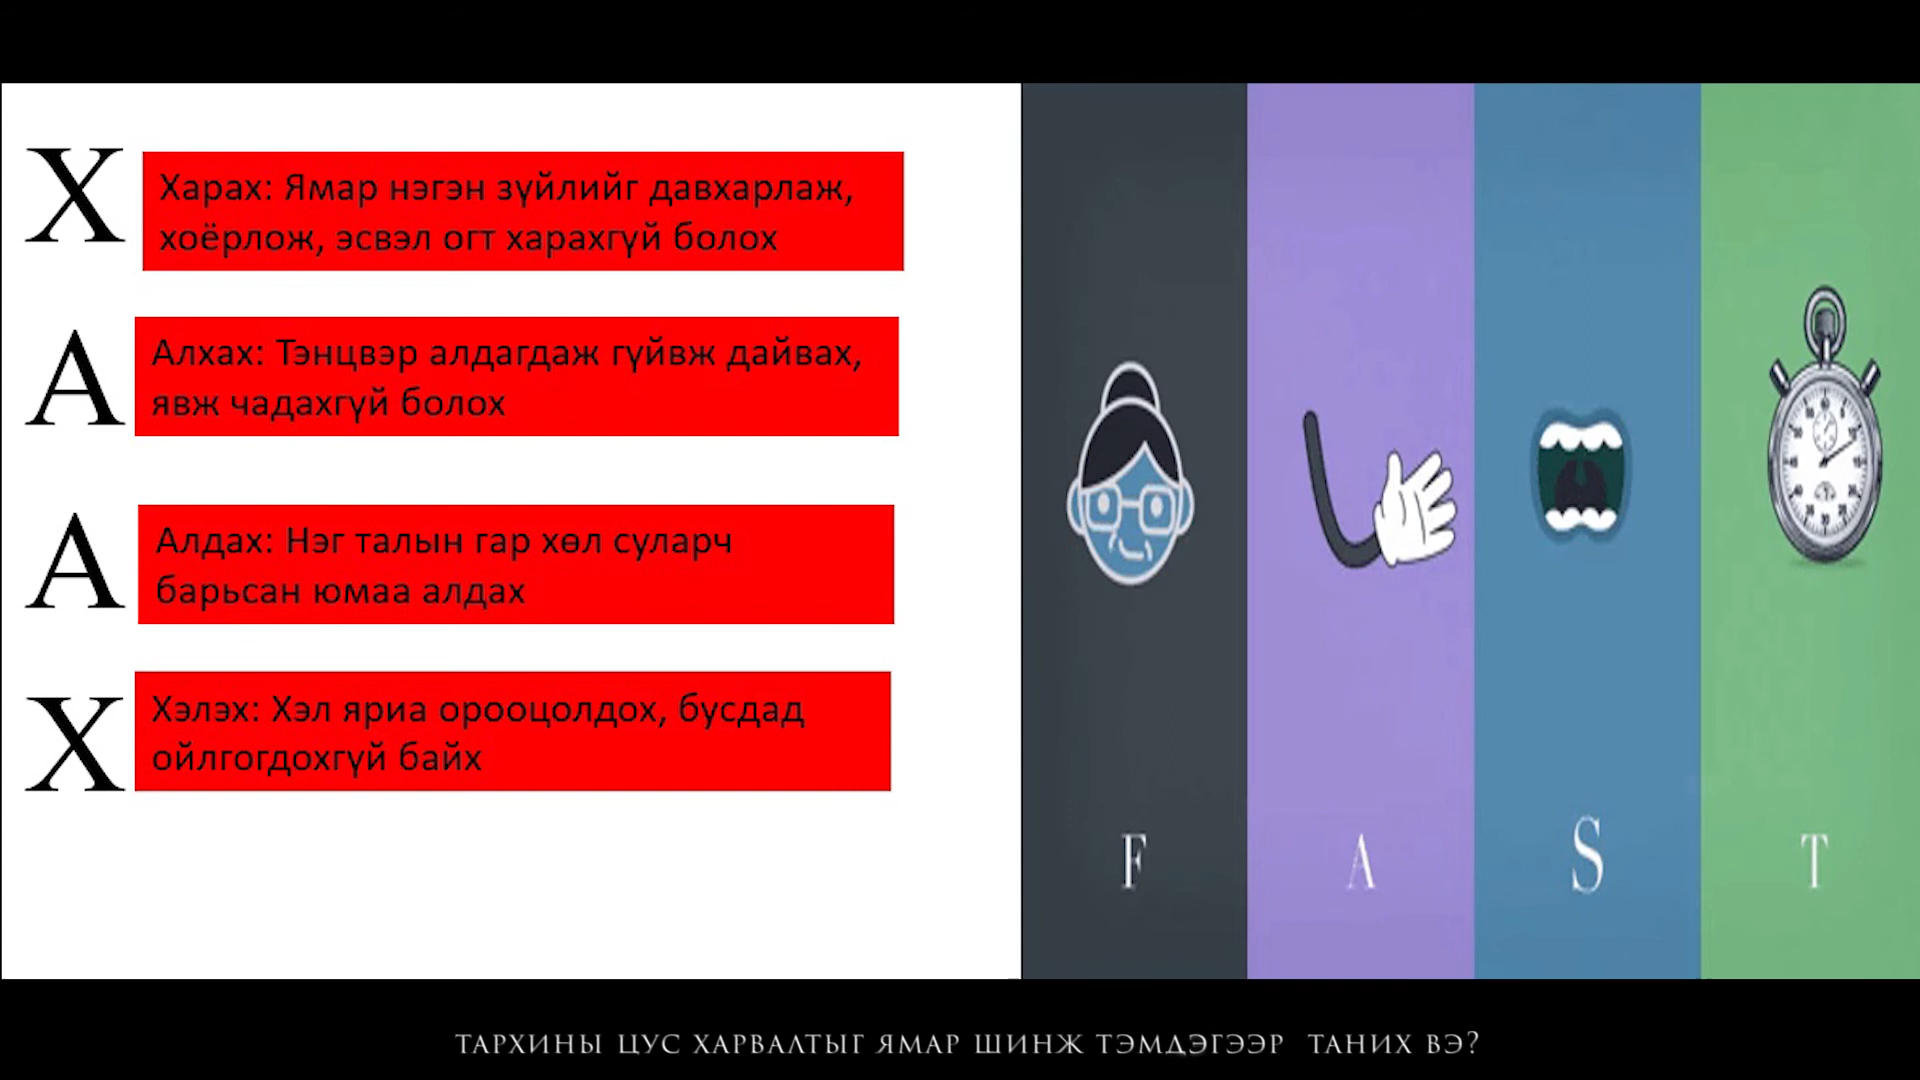 Х
Харах: Ямар нэгэн зүйлийг давхарлаж,
хоёрлож, эсвэл огт харахгүй болох
А
Алхах: Тэнцвэр алдагдаж гүйвж дайвах,
явж чадахгүй болох
А
Алдах: Нэг талын гар хөл суларч
барьсан юмаа алдах
Х
Хэлэх: Хэл яриа орооцолдох, бусдад
ойлгогдохгүй байх
F A S T
ТАРХИНЫ ЦУС ХАРВАЛТЫГ ЯМАР ШИНЖ ТЭМДЭГЭЭР ТАНИХ ВЭ?